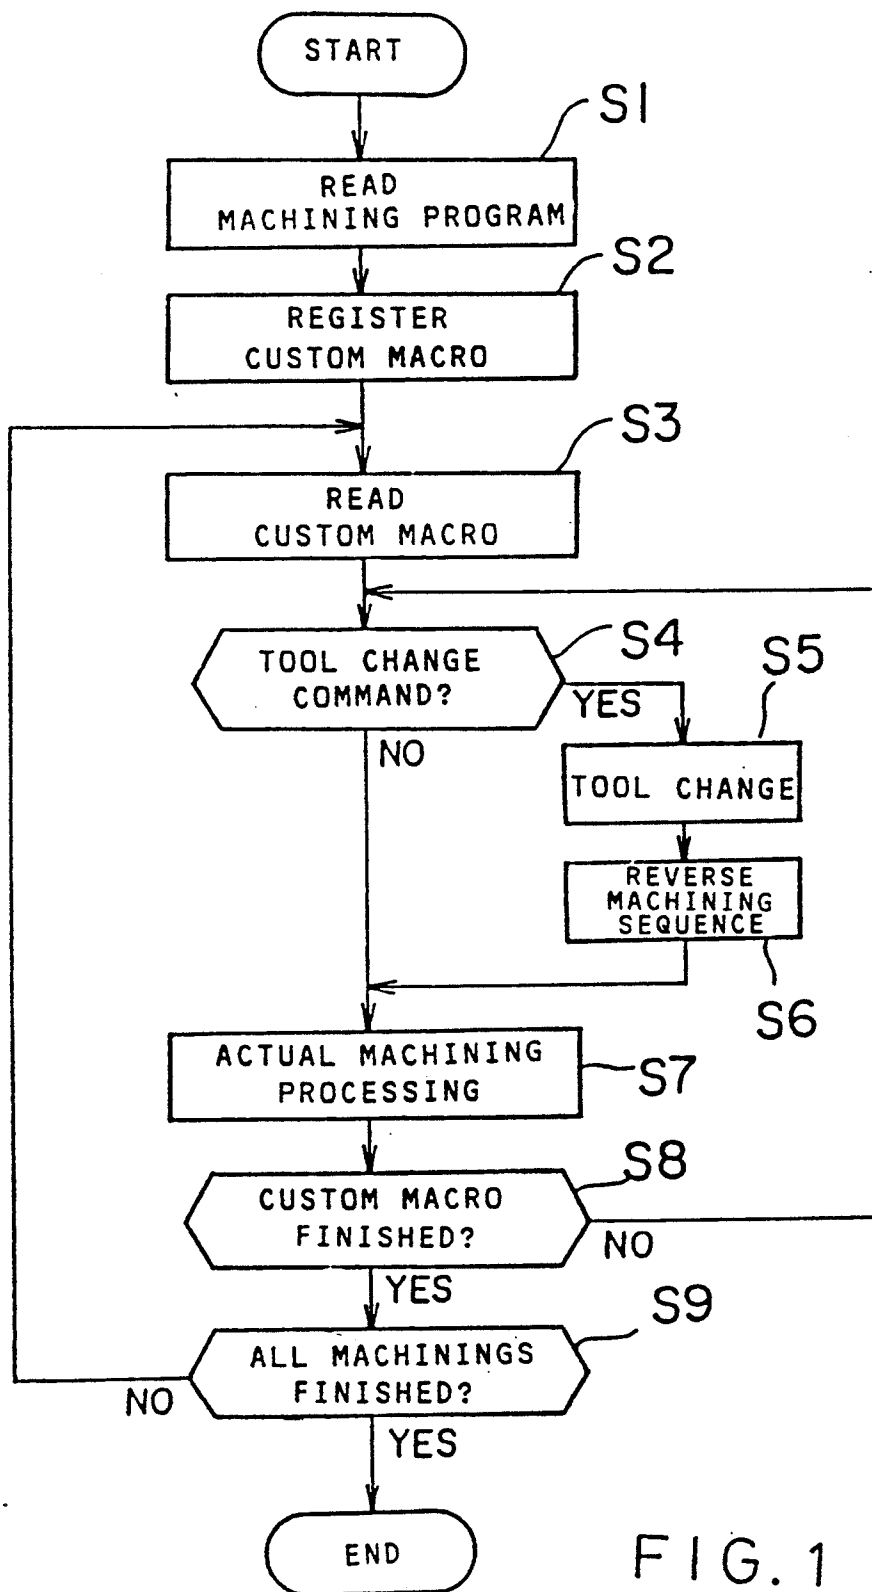 START
S1
READ
MACHINING PROGRAM
S2
REGISTER
CUSTOM MACRO
S3
READ
CUSTOM MACRO
S4
TOOL CHANGE
COMMAND?
YES
NO
S5
TOOL CHANGE
REVERSE
MACHINING
SEQUENCE
S6
ACTUAL MACHINING
PROCESSING
S7
CUSTOM MACRO
FINISHED?
S8
NO
YES
S9
ALL MACHININGS
FINISHED?
NO
YES
END
FIG. 1